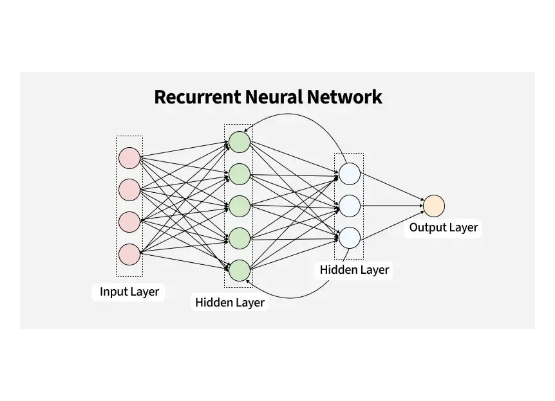 Recurrent Neural Network
Output Layer
Hidden Layer
Input Layer
Hidden Layer